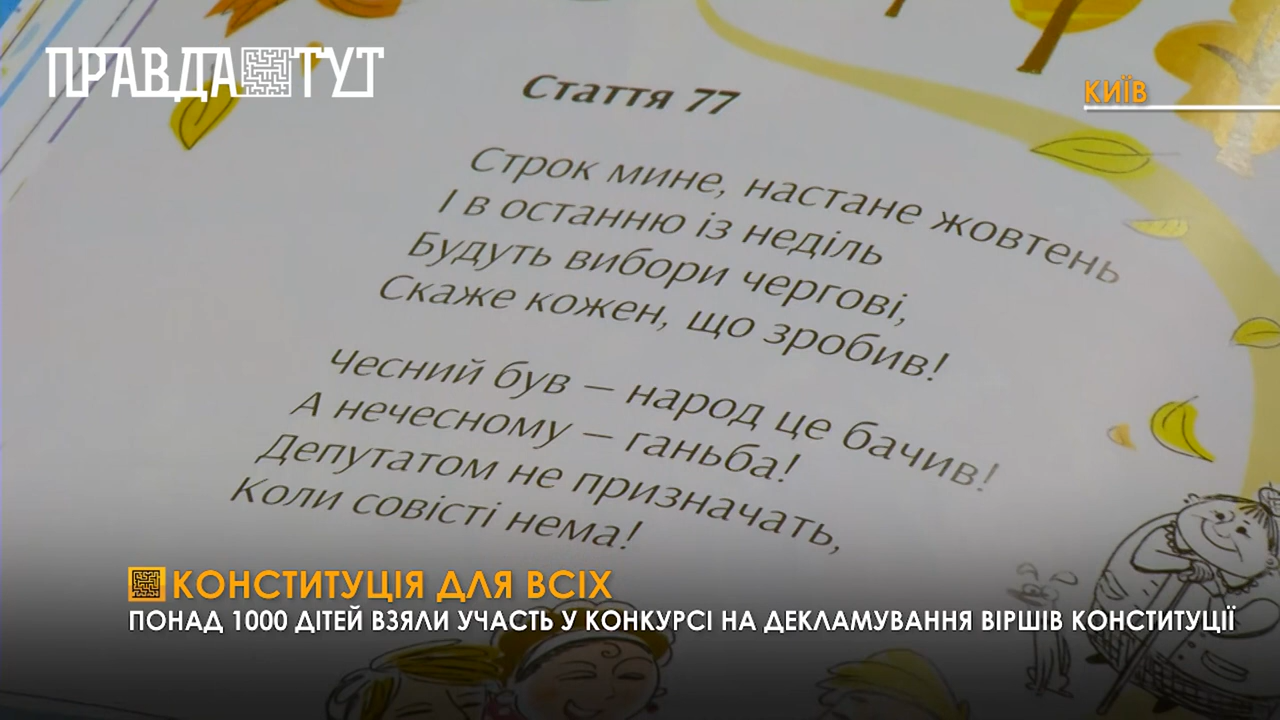 ПРАВДА ТУТ
КИЇВ
Стаття 77
Строк мине, настане жовтень
І в останню із неділь
Будуть вибори чергові,
Скаже кожен, що зробив!
Чесний був – народ це бачив!
А нечесному – ганьба!
Депутатом не призначать,
Коли совісті нема!
КОНСТИТУЦІЯ ДЛЯ ВСІХ
ПОНАД 1000 ДІТЕЙ ВЗЯЛИ УЧАСТЬ У КОНКУРСІ НА ДЕКЛАМУВАННЯ ВІРШІВ КОНСТИТУЦІЇ